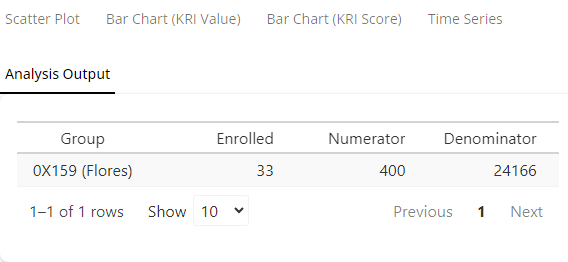 Scatter Plot Bar Chart (KRI Value) Bar Chart (KRI Score) Time Series
Analysis Output
Group Enrolled Numerator Denominator
0X159 (Flores) 33 400 24166
1–1 of 1 rows Show 10 Previous 1 Next